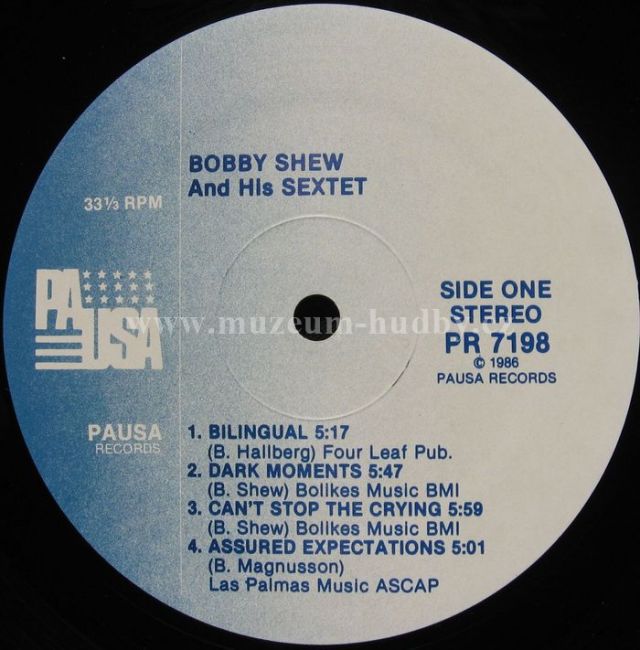 BOBBY SHEW
And His SEXTET
33⅓ RPM
PAUSA
SIDE ONE
STEREO
PR 7198
© 1986
PAUSA RECORDS
www.muzeum-hudby.cz
PAUSA
RECORDS
1. BILINGUAL 5:17
(B. Hallberg) Four Leaf Pub.
2. DARK MOMENTS 5:47
(B. Shew) Bolikes Music BMI
3. CAN'T STOP THE CRYING 5:59
(B. Shew) Bolikes Music BMI
4. ASSURED EXPECTATIONS 5:01
(B. Magnusson)
Las Palmas Music ASCAP